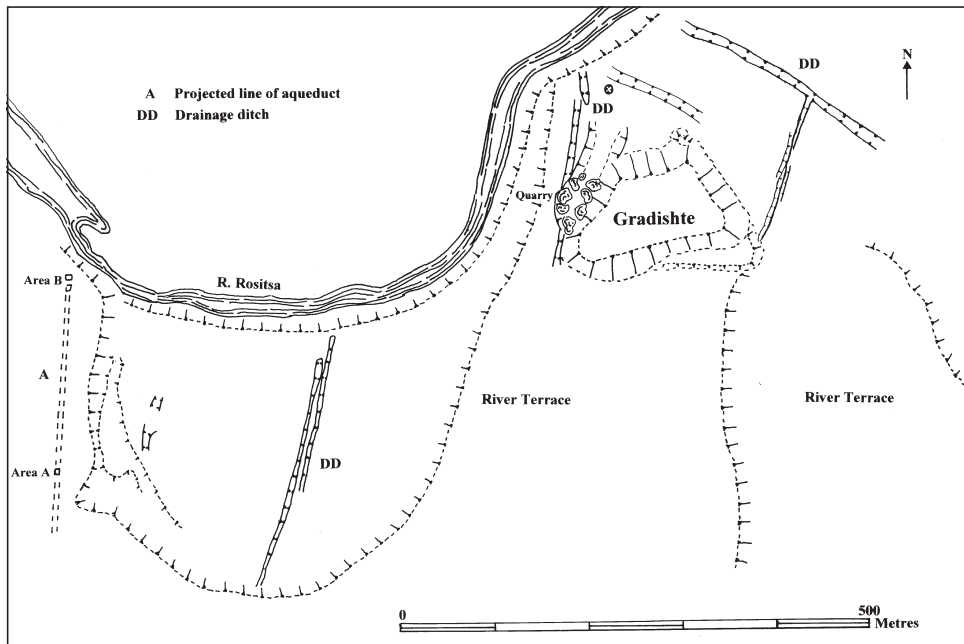 N
DD
A Projected line of aqueduct
DD Drainage ditch
DD
Quarry
Gradishte
Area B
R. Rositsa
A
River Terrace
River Terrace
Area A
DD
0
500
Metres